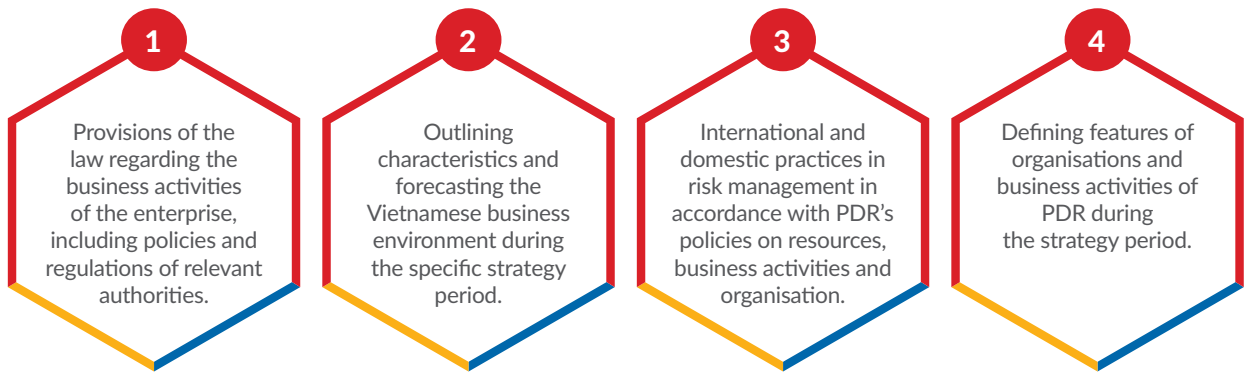 1
Provisions of the
law regarding the
business activities
of the enterprise,
including policies and
regulations of relevant
authorities.
2
Outlining
characteristics and
forecasting the
Vietnamese business
environment during
the specific strategy
period.
3
International and
domestic practices in
risk management in
accordance with PDR's
policies on resources,
business activities and
organisation.
4
Defining features of
organisations and
business activities of
PDR during
the strategy period.